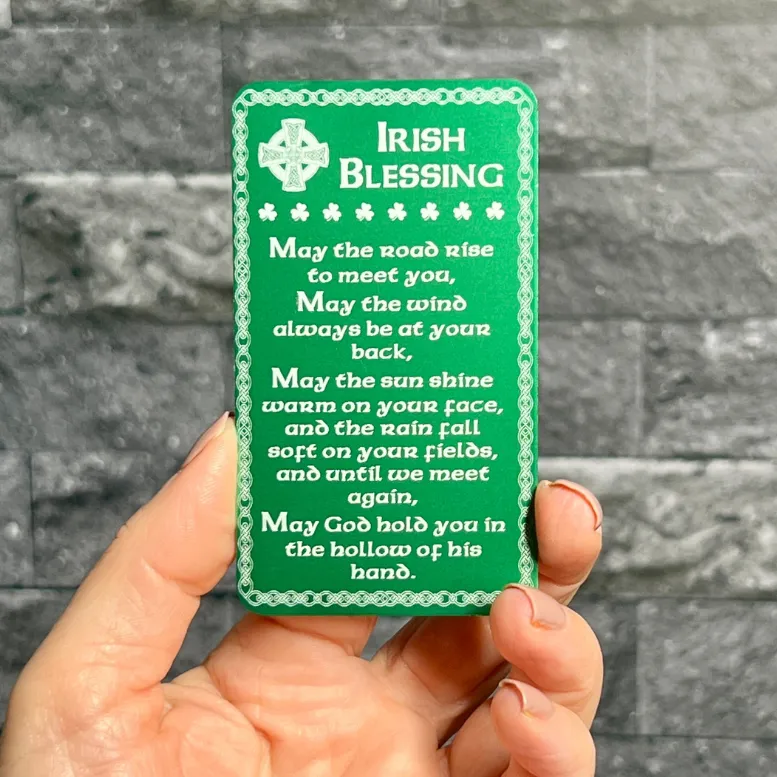 Irish
Blessing
May the road rise
to meet you,
May the wind
always be at your
back,
May the sun shine
warm on your face,
and the rain fall
soft on your fields,
and until we meet
again,
May God hold you in
the hollow of his
hand.